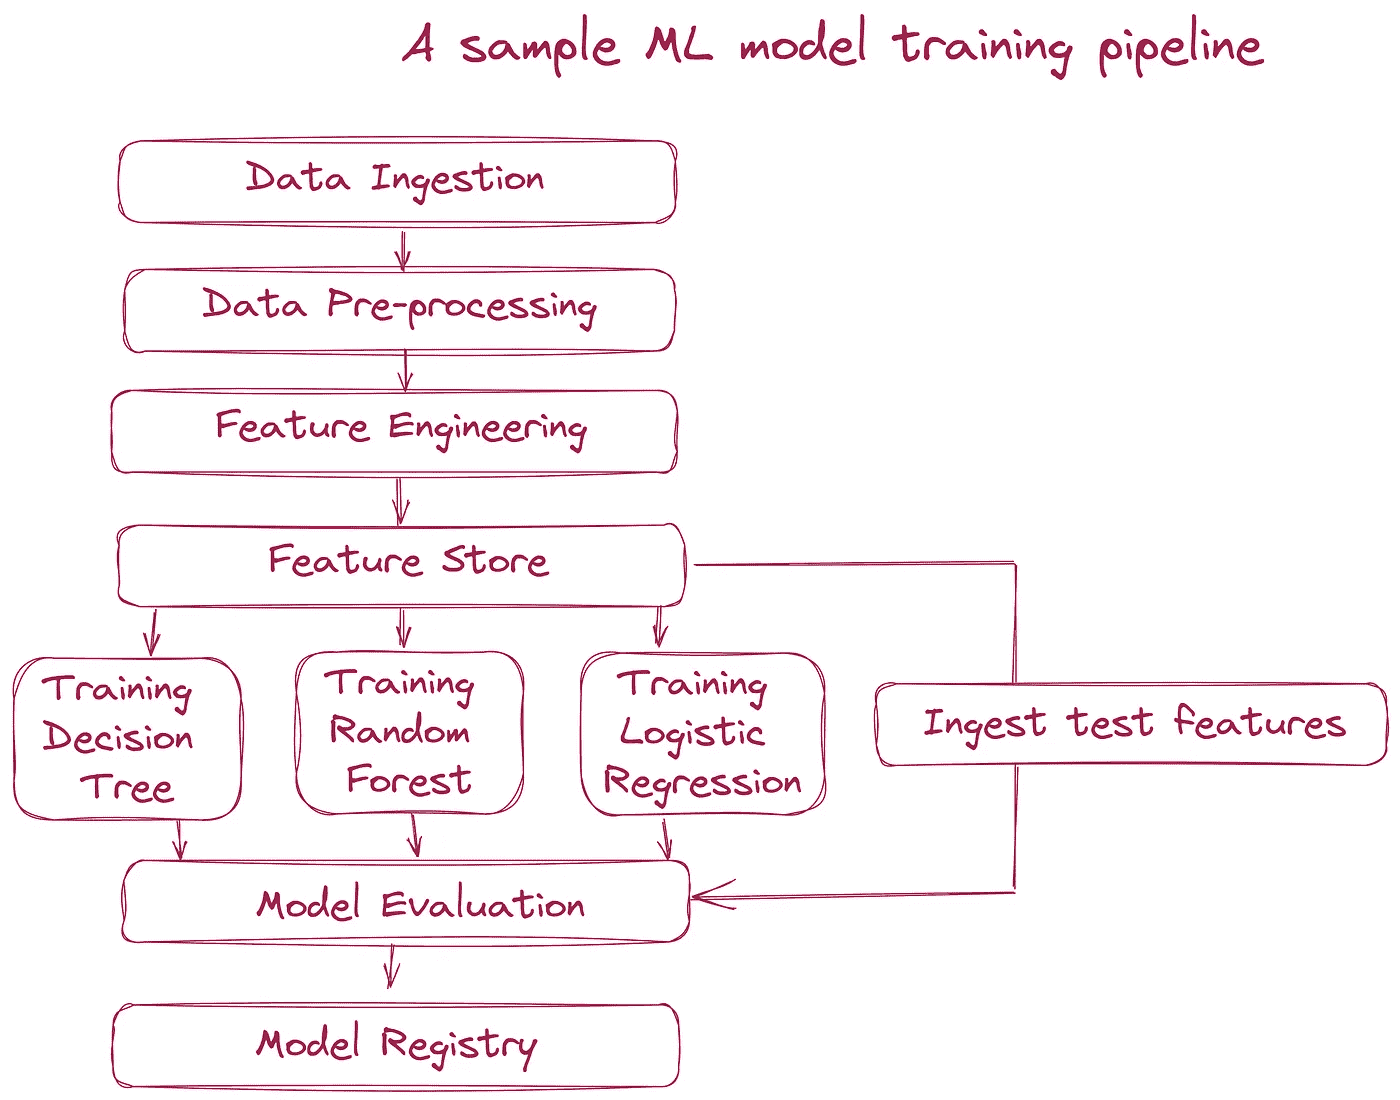 A sample ML model training pipeline
Data Ingestion
Data Pre-processing
Feature Engineering
Feature Store
Training
Decision
Tree
Training
Random
Forest
Training
Logistic
Regression
Ingest test features
Model Evaluation
Model Registry